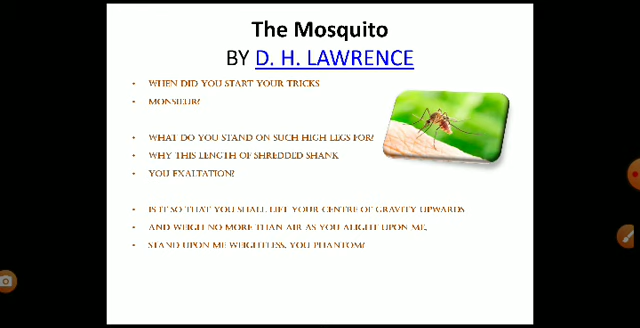 The Mosquito
BY D. H. LAWRENCE
• WHEN DID YOU START YOUR TRICKS
• MONSIEUR?
• WHAT DO YOU STAND ON SUCH HIGH LEGS FOR?
• WHY THIS LENGTH OF SHREDDED SHANK
• YOU EXALTATION?
• IS IT SO THAT YOU SHALL LIFT YOUR CENTRE OF GRAVITY UPWARDS
• AND WEIGH NO MORE THAN AIR AS YOU ALIGHT UPON ME,
• STAND UPON ME WEIGHTLESS, YOU PHANTOM?